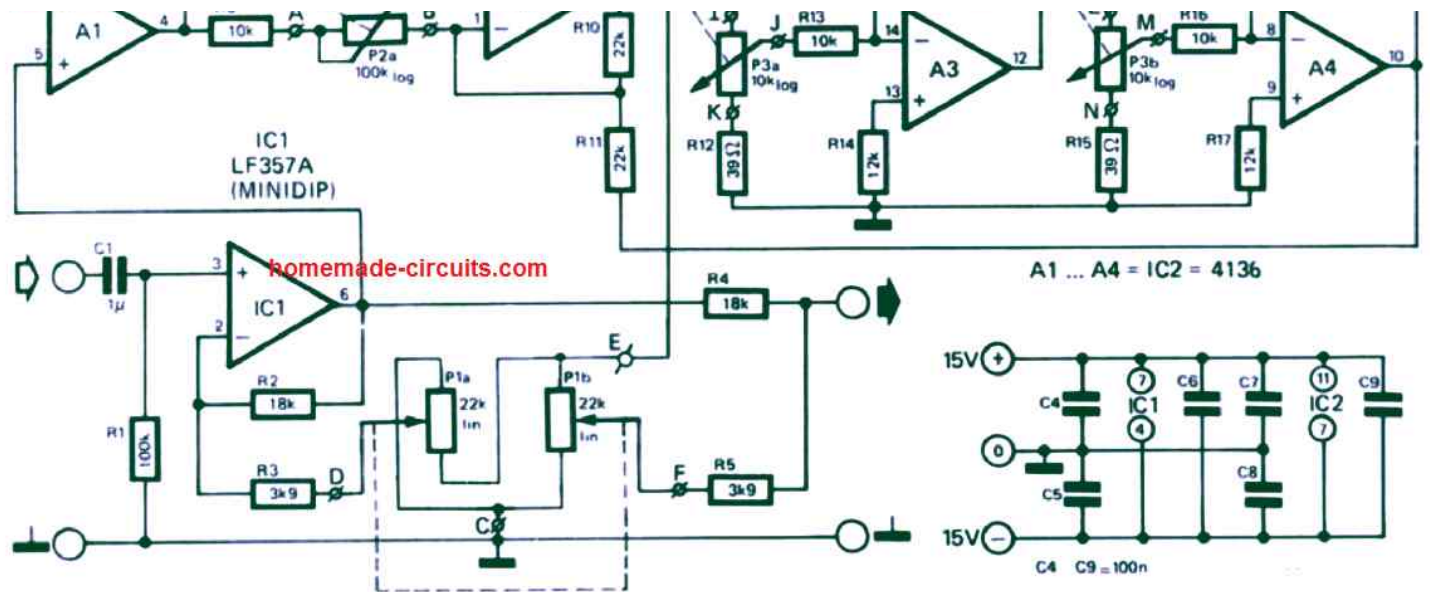 A1
4
5
+
10k
A
P2a
100k log
1
R10
22k
R11
22k
J
R13
10k
14
−
13
+
A3
12
P3a
10k log
K
R12
39 Ω
R14
12k
M
R16
10k
8
−
9
+
A4
10
P3b
10k log
N
R15
39 Ω
R17
12k
IC1
LF357A
(MINIDIP)
homemade-circuits.com
A1 ... A4 = IC2 = 4136
C1
1µ
3
+
IC1
6
2
−
R4
18k
R2
18k
R1
100k
R3
3k9
D
P1a
22k
lin
P1b
22k
lin
E
F
R5
3k9
C
15V +
0
15V −
C4
C5
7
IC1
4
C6
C7
C8
11
IC2
7
C9
C4 C9 = 100n